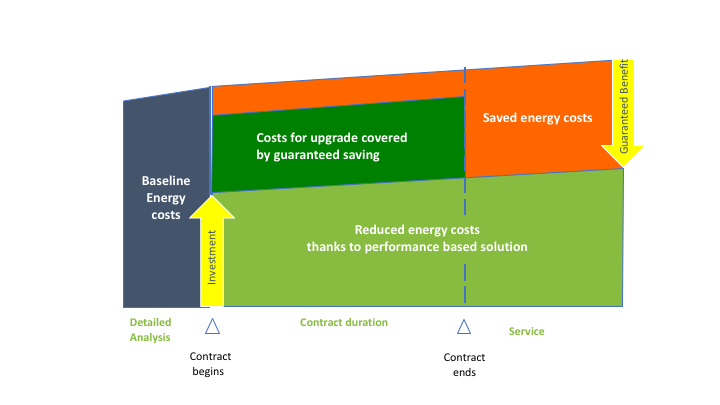 Guaranteed Benefit
Saved energy costs
Costs for upgrade covered
by guaranteed saving
Baseline
Energy
costs
Reduced energy costs
thanks to performance based solution
Investment
Detailed
Analysis
Contract duration
Service
Contract
begins
Contract
ends